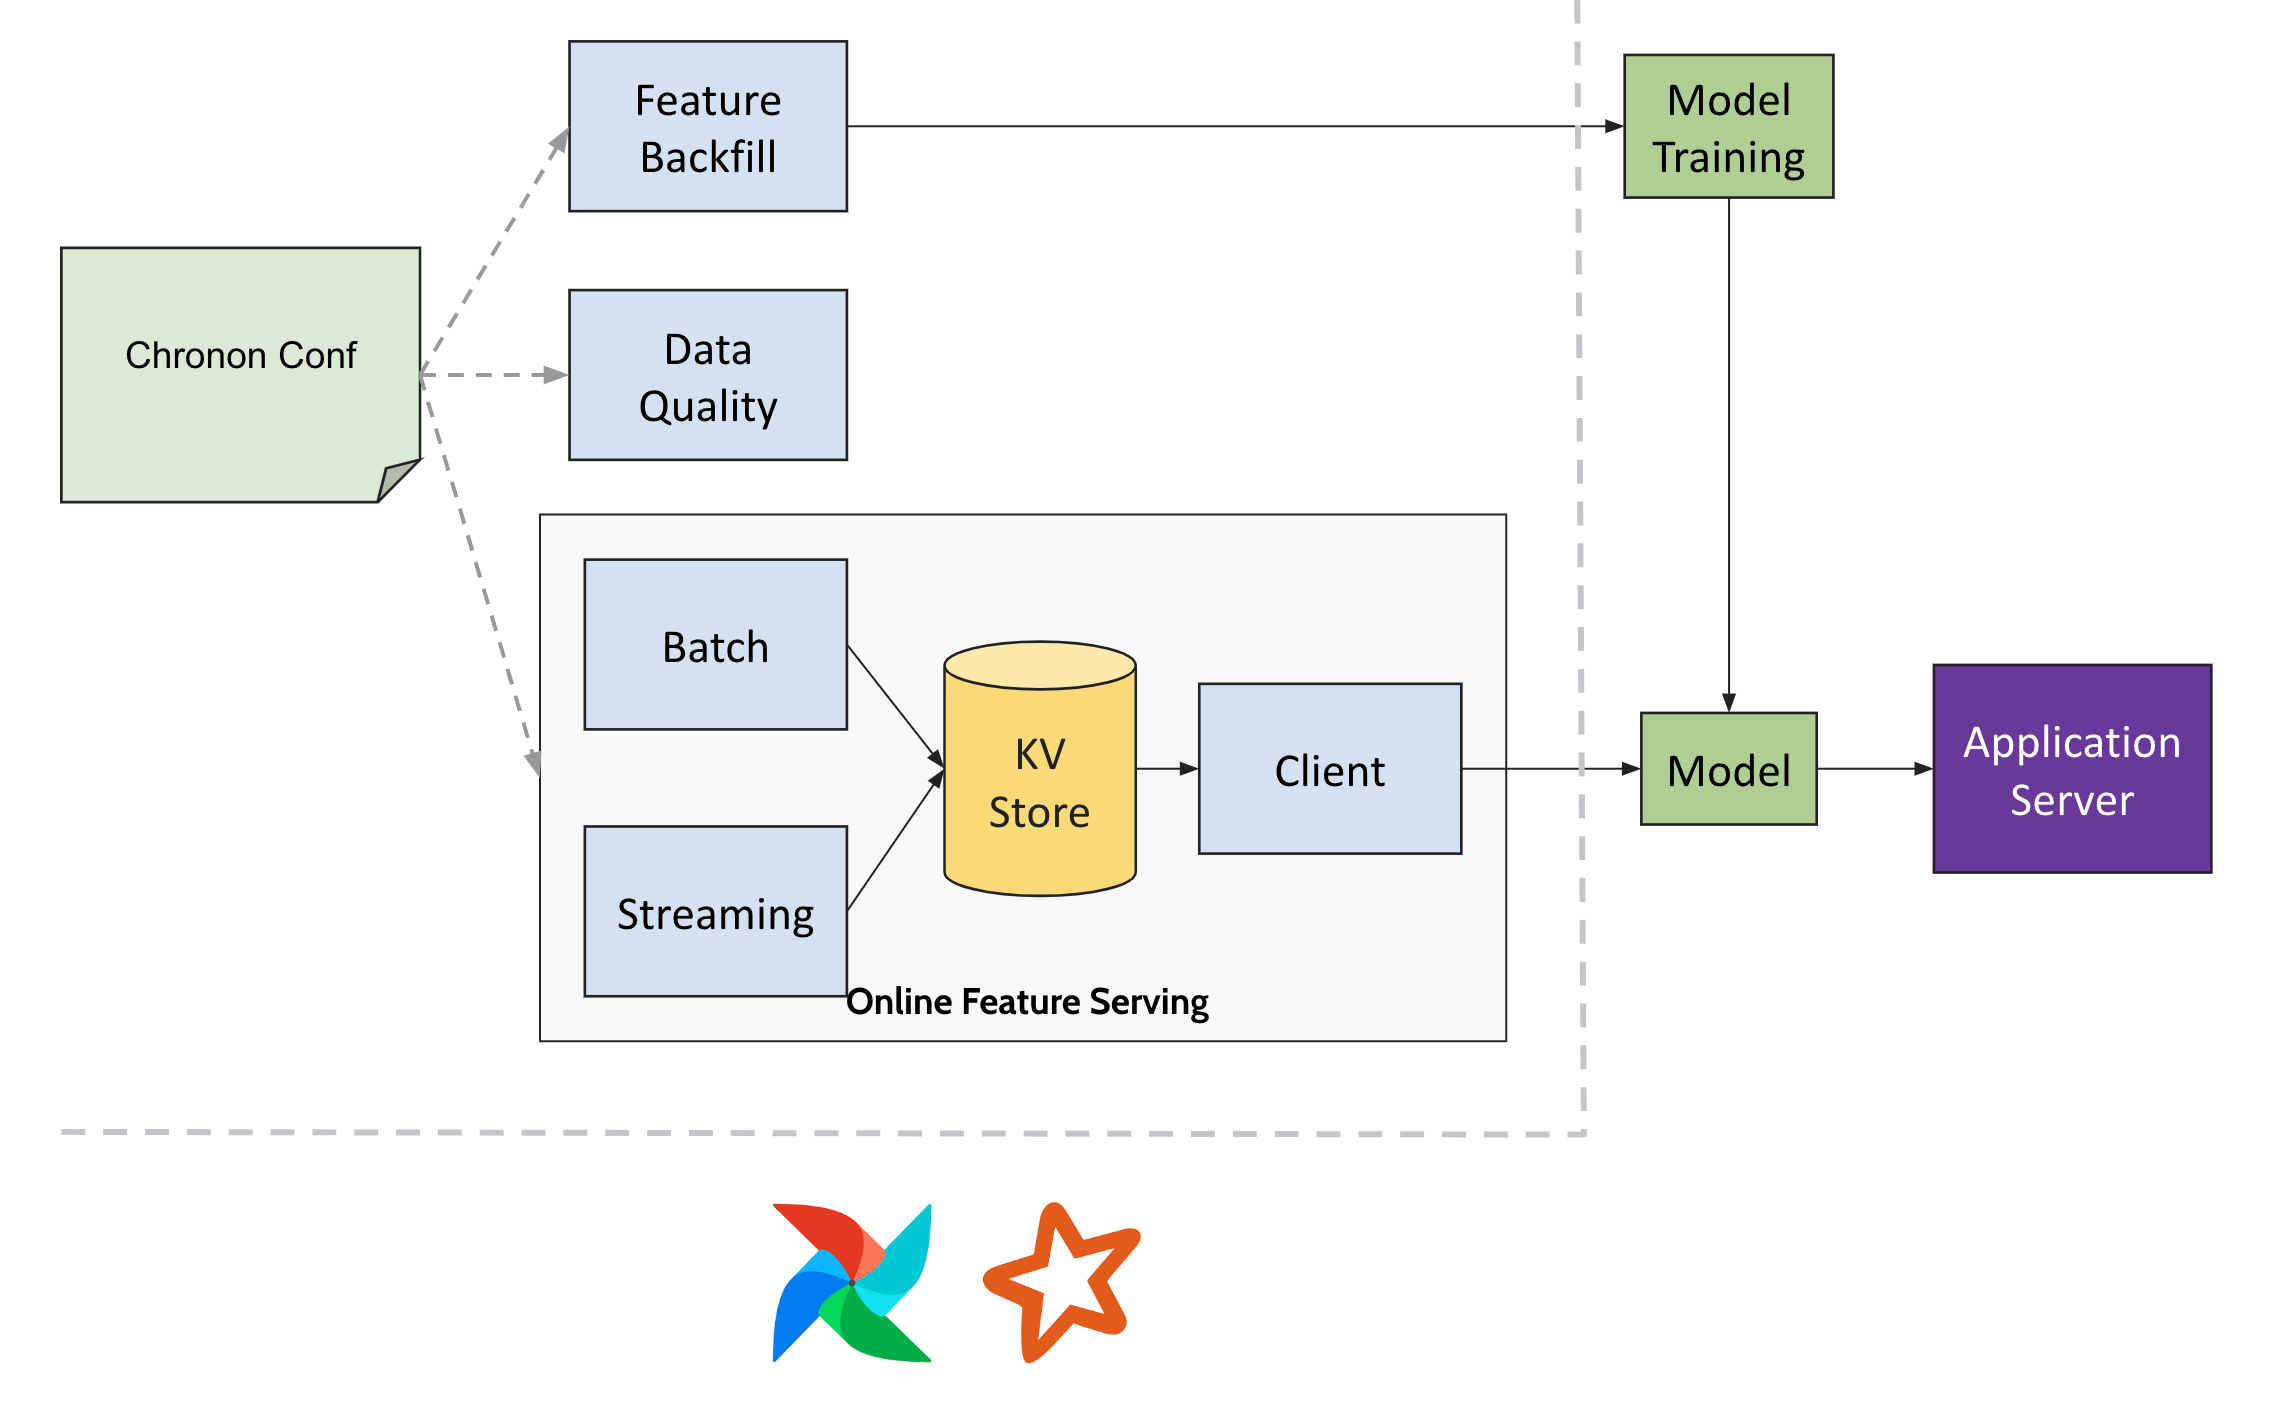 Feature
Backfill
Model
Training
Chronon Conf
Data
Quality
Batch
KV
Store
Client
Model
Application
Server
Streaming
Online Feature Serving